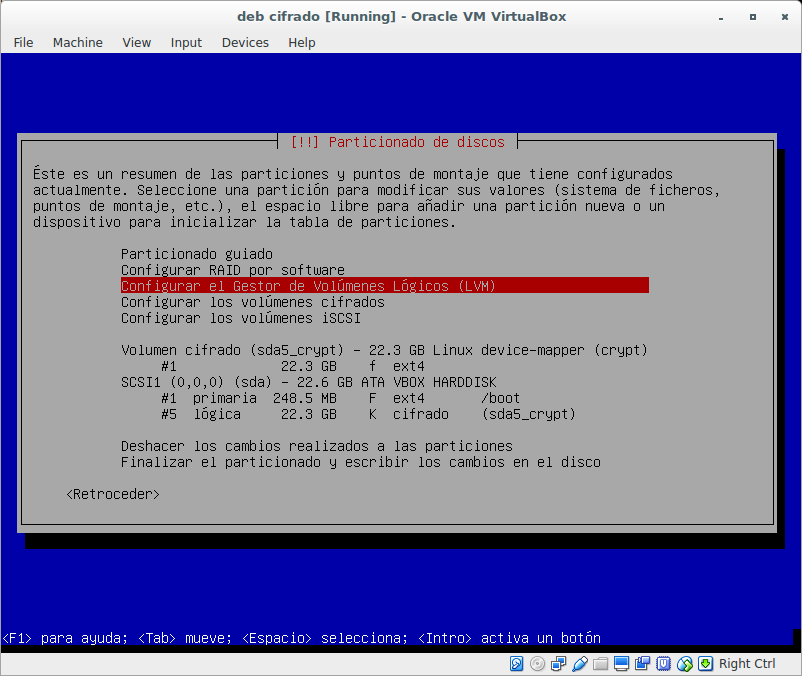 deb cifrado [Running] - Oracle VM VirtualBox
File Machine View Input Devices Help
[!!] Particionado de discos
Éste es un resumen de las particiones y puntos de montaje que tiene configurados
actualmente. Seleccione una partición para modificar sus valores (sistema de ficheros,
puntos de montaje, etc.), el espacio libre para añadir una partición nueva o un
dispositivo para inicializar la tabla de particiones.
Particionado guiado
Configurar RAID por software
Configurar el Gestor de Volúmenes Lógicos (LVM)
Configurar los volúmenes cifrados
Configurar los volúmenes iSCSI
Volumen cifrado (sda5_crypt) - 22.3 GB Linux device-mapper (crypt)
#1 22.3 GB f ext4
SCSI1 (0,0,0) (sda) - 22.6 GB ATA VBOX HARDDISK
#1 primaria 248.5 MB F ext4 /boot
#5 lógica 22.3 GB K cifrado (sda5_crypt)
Deshacer los cambios realizados a las particiones
Finalizar el particionado y escribir los cambios en el disco
<Retroceder>
<F1> para ayuda; <Tab> mueve; <Espacio> selecciona; <Intro> activa un botón
Right Ctrl